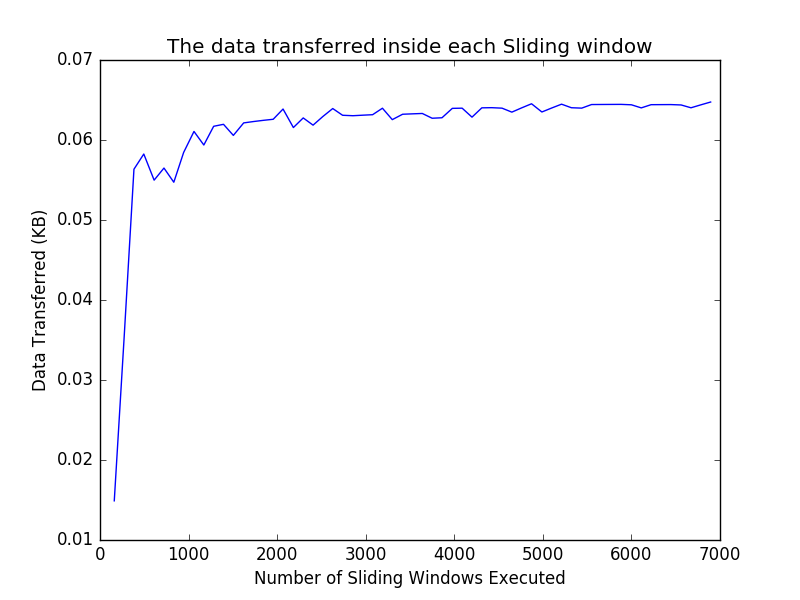 The data transferred inside each Sliding window
0.07
0.06
0.05
0.04
0.03
0.02
0.01
Data Transferred (KB)
0 1000 2000 3000 4000 5000 6000 7000
Number of Sliding Windows Executed